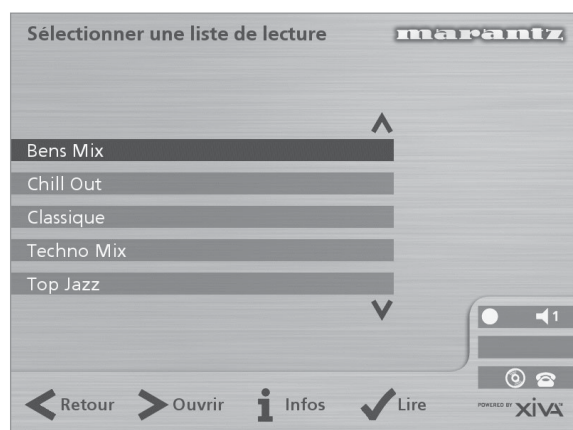 Sélectionner une liste de lecture
marantz
Bens Mix
Chill Out
Classique
Techno Mix
Top Jazz
1
Retour
Ouvrir
i Infos
Lire
POWERED BY XiVA™